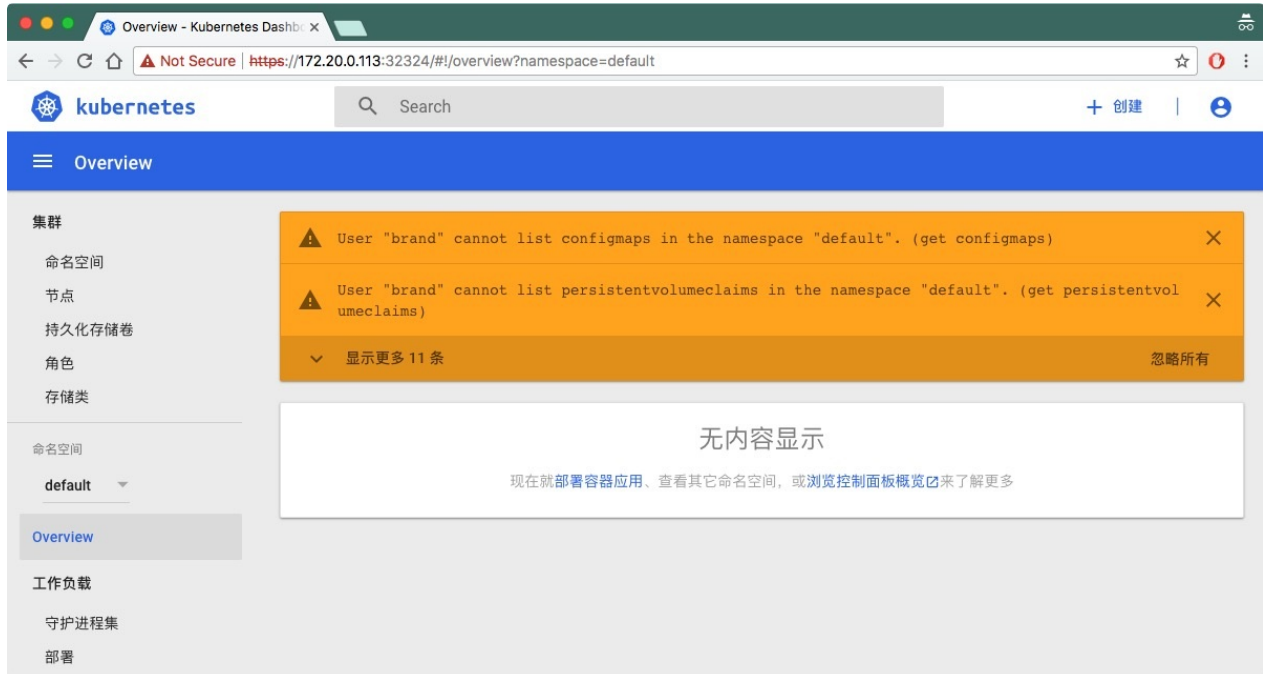 Overview - Kubernetes Dashbo
Not Secure | https://172.20.0.113:32324/#!/overview?namespace=default
kubernetes
Search
创建
Overview
集群
命名空间
节点
持久化存储卷
角色
存储类
命名空间
default
Overview
工作负载
守护进程集
部署
User "brand" cannot list configmaps in the namespace "default". (get configmaps)
User "brand" cannot list persistentvolumeclaims in the namespace "default". (get persistentvol
umeclaims)
显示更多 11 条
忽略所有
无内容显示
现在就部署容器应用、查看其它命名空间，或浏览控制面板概览来了解更多